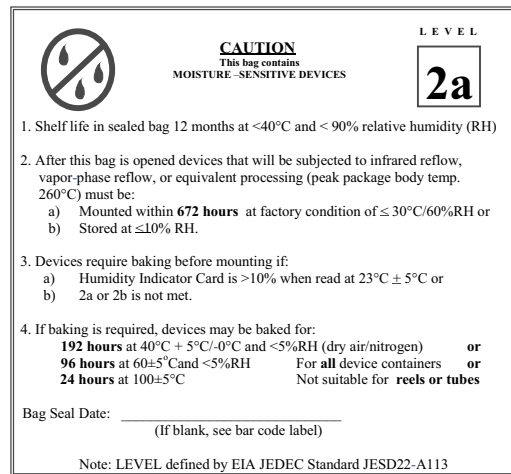 LEVEL
CAUTION
This bag contains
MOISTURE –SENSITIVE DEVICES
2a
1. Shelf life in sealed bag 12 months at <40°C and < 90% relative humidity (RH)
2. After this bag is opened devices that will be subjected to infrared reflow,
vapor-phase reflow, or equivalent processing (peak package body temp.
260°C) must be:
a) Mounted within 672 hours at factory condition of ≤ 30°C/60%RH or
b) Stored at ≤10% RH.
3. Devices require baking before mounting if:
a) Humidity Indicator Card is >10% when read at 23°C ± 5°C or
b) 2a or 2b is not met.
4. If baking is required, devices may be baked for:
192 hours at 40°C + 5°C/-0°C and <5%RH (dry air/nitrogen) or
96 hours at 60±5°Cand <5%RH For all device containers or
24 hours at 100±5°C Not suitable for reels or tubes
Bag Seal Date: ______________________________
(If blank, see bar code label)
Note: LEVEL defined by EIA JEDEC Standard JESD22-A113